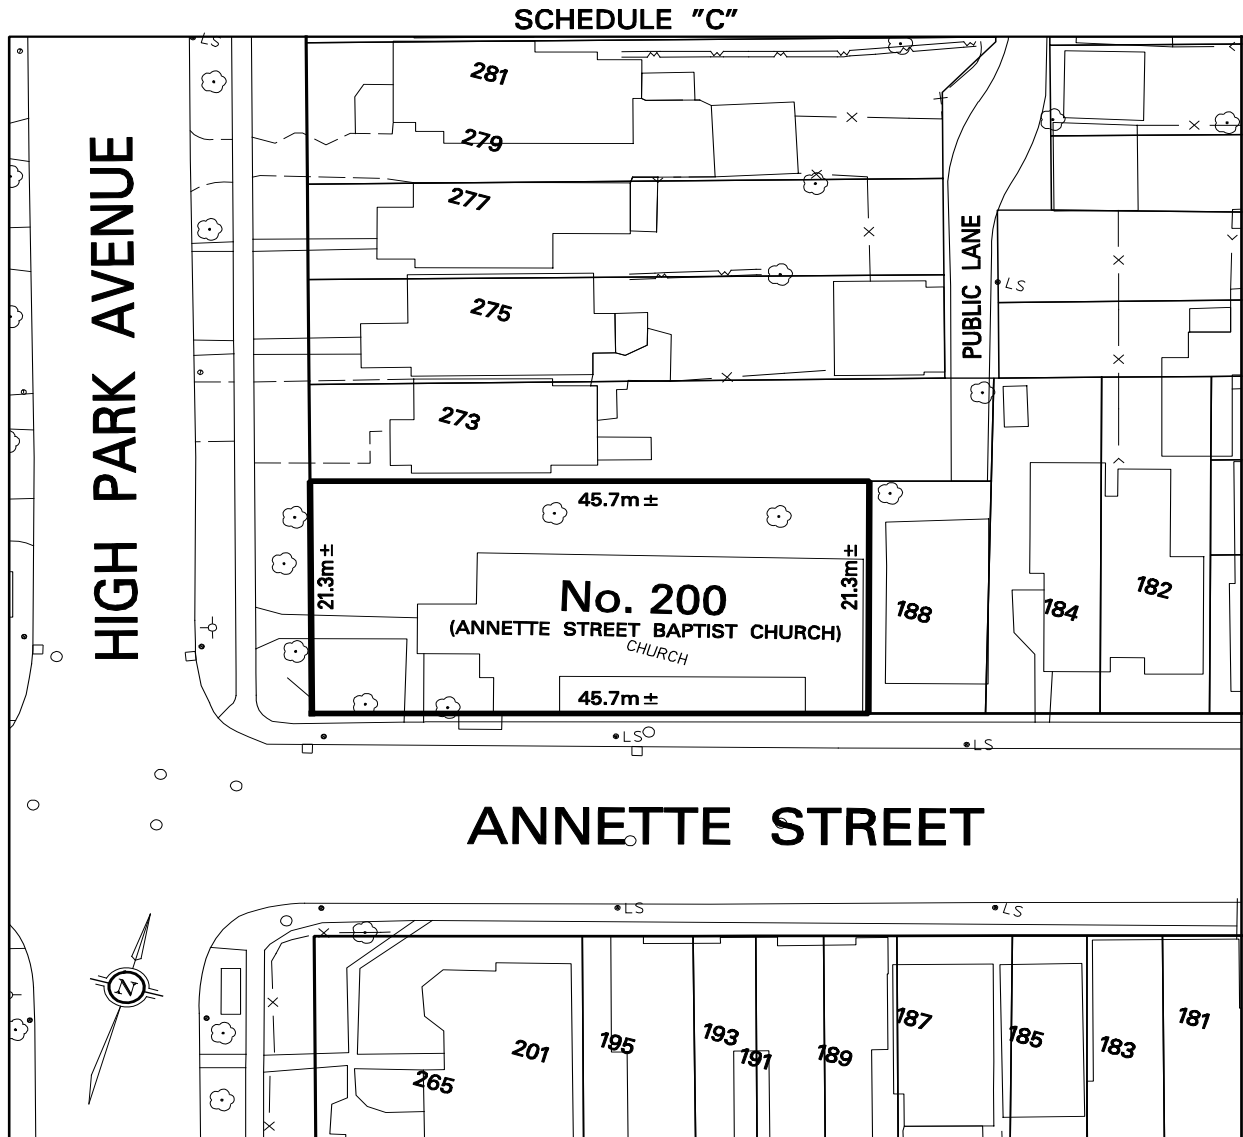 SCHEDULE "C"
LS
281
279
277
275
273
HIGH PARK AVENUE
PUBLIC LANE
LS
45.7m ±
21.3m ±
21.3m ±
No. 200
(ANNETTE STREET BAPTIST CHURCH)
CHURCH
45.7m ±
188
184
182
LS
LS
ANNETTE STREET
LS
LS
N
265
201
195
193
191
189
187
185
183
181